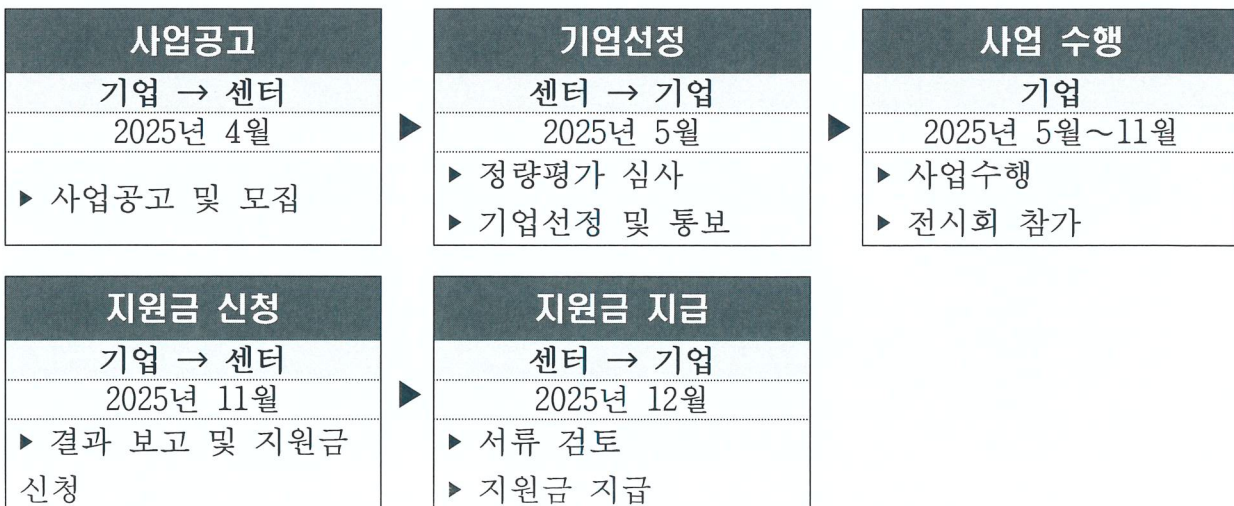 사업공고
기업 → 센터
2025년 4월
▶ 사업공고 및 모집
▶
기업선정
센터 → 기업
2025년 5월
▶ 정량평가 심사
▶ 기업선정 및 통보
▶
사업 수행
기업
2025년 5월~11월
▶ 사업수행
▶ 전시회 참가
지원금 신청
기업 → 센터
2025년 11월
▶ 결과 보고 및 지원금
신청
▶
지원금 지급
센터 → 기업
2025년 12월
▶ 서류 검토
▶ 지원금 지급